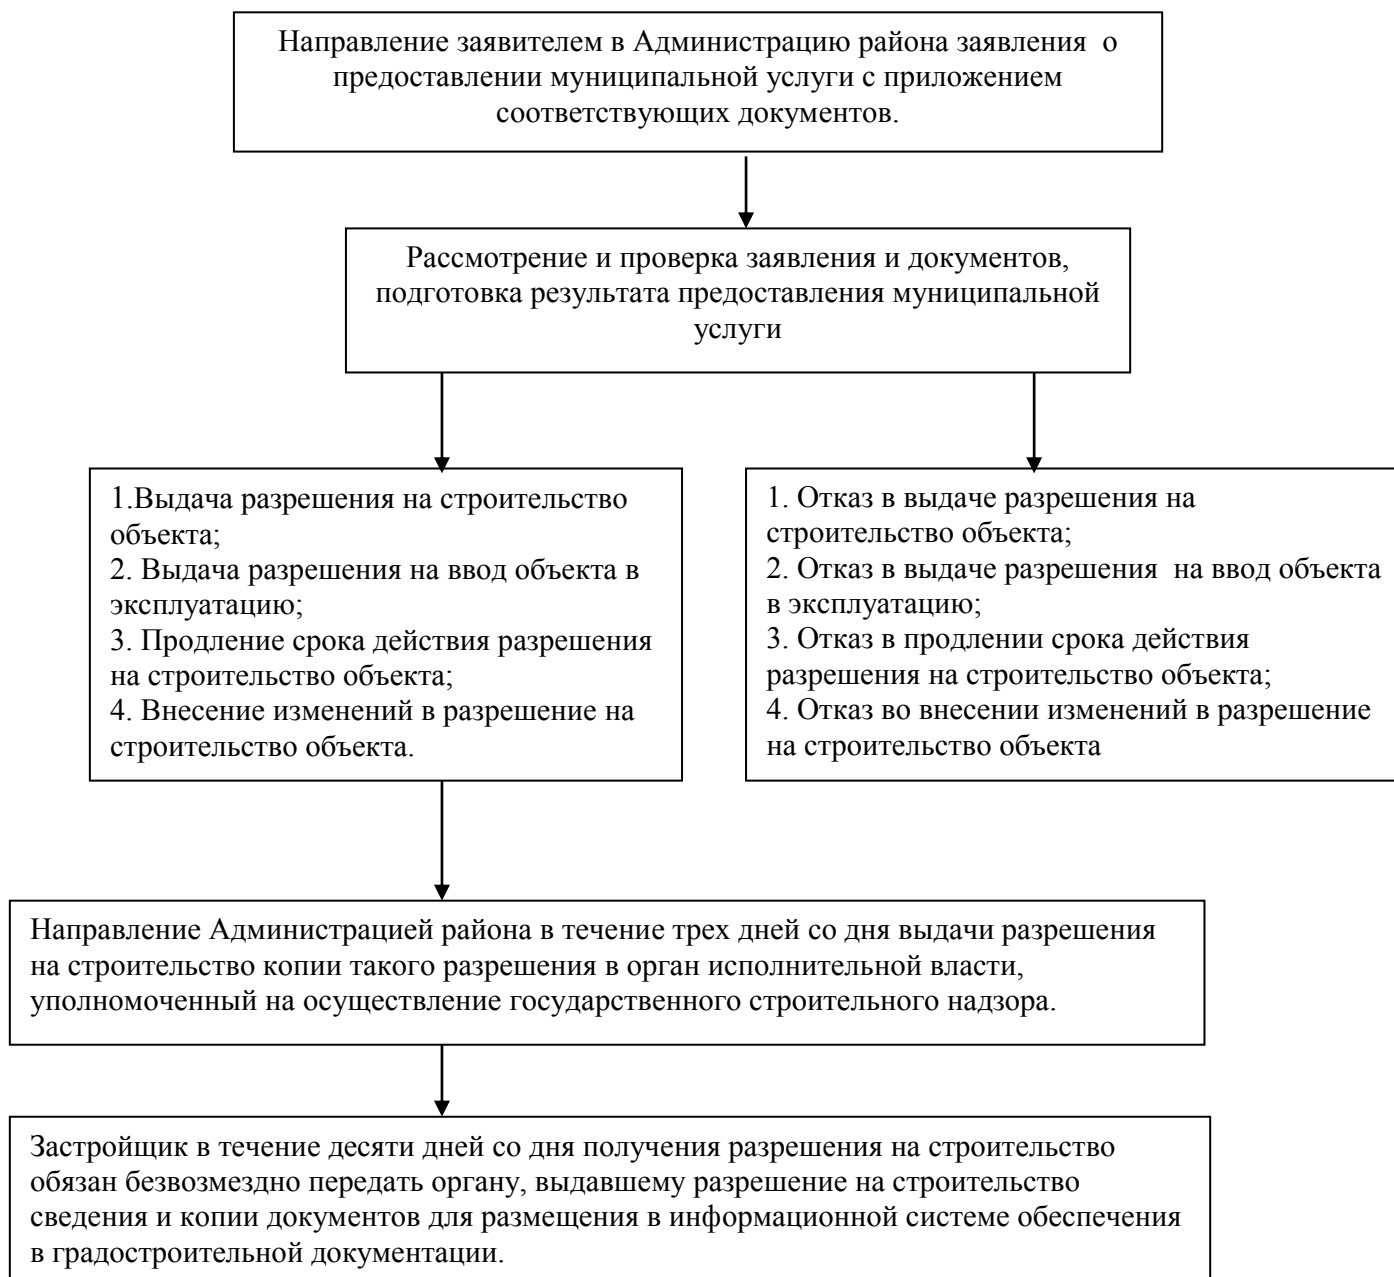 Направление заявителем в Администрацию района заявления  о
предоставлении муниципальной услуги с приложением
соответствующих документов.
Рассмотрение и проверка заявления и документов,
подготовка результата предоставления муниципальной
услуги
1.Выдача разрешения на строительство
объекта;
2. Выдача разрешения на ввод объекта в
эксплуатацию;
3. Продление срока действия разрешения
на строительство объекта;
4. Внесение изменений в разрешение на
строительство объекта.
1. Отказ в выдаче разрешения на
строительство объекта;
2. Отказ в выдаче разрешения  на ввод объекта
в эксплуатацию;
3. Отказ в продлении срока действия
разрешения на строительство объекта;
4. Отказ во внесении изменений в разрешение
на строительство объекта
Направление Администрацией района в течение трех дней со дня выдачи разрешения
на строительство копии такого разрешения в орган исполнительной власти,
уполномоченный на осуществление государственного строительного надзора.
Застройщик в течение десяти дней со дня получения разрешения на строительство
обязан безвозмездно передать органу, выдавшему разрешение на строительство
сведения и копии документов для размещения в информационной системе обеспечения
в градостроительной документации.